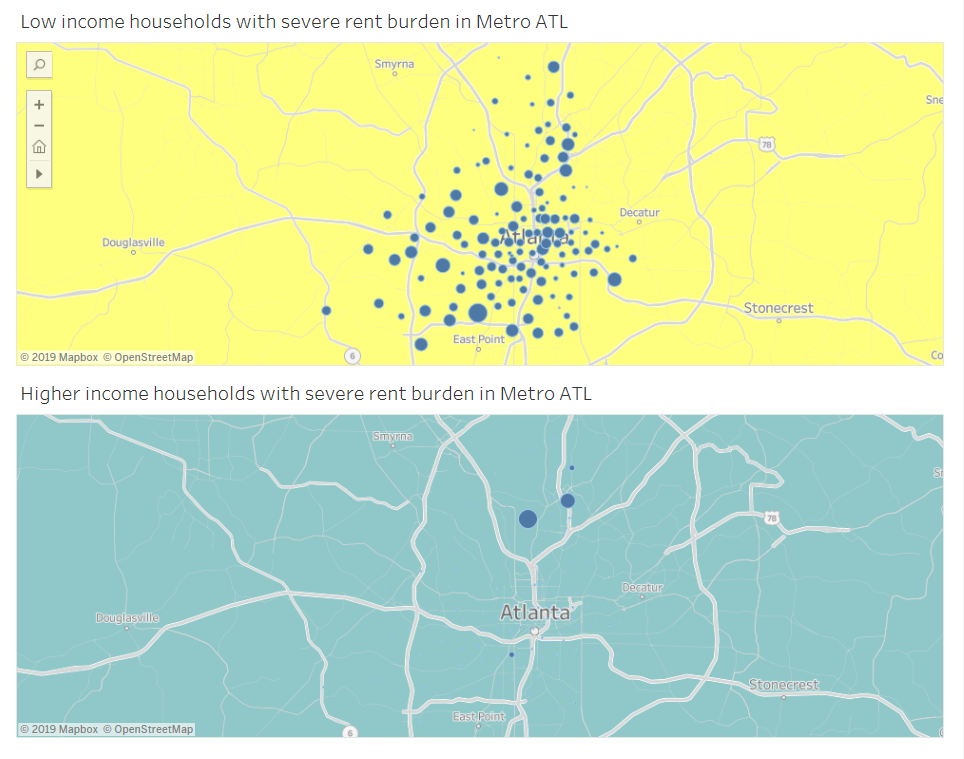 Low income households with severe rent burden in Metro ATL
Smyrna
Sne
78
Decatur
Atlanta
Douglasville
Stonecrest
East Point
6
Co
© 2019 Mapbox © OpenStreetMap
Higher income households with severe rent burden in Metro ATL
Smyrna
78
Decatur
Atlanta
Douglasville
Stonecrest
East Point
6
© 2019 Mapbox © OpenStreetMap